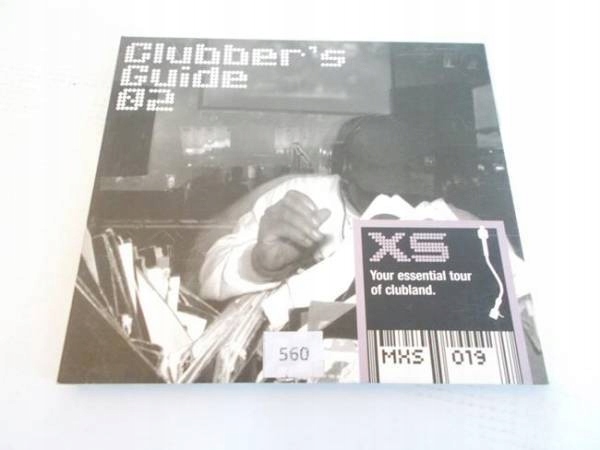 Clubber's
Guide
02
XS
Your essential tour
of clubland.
MXS 019
560